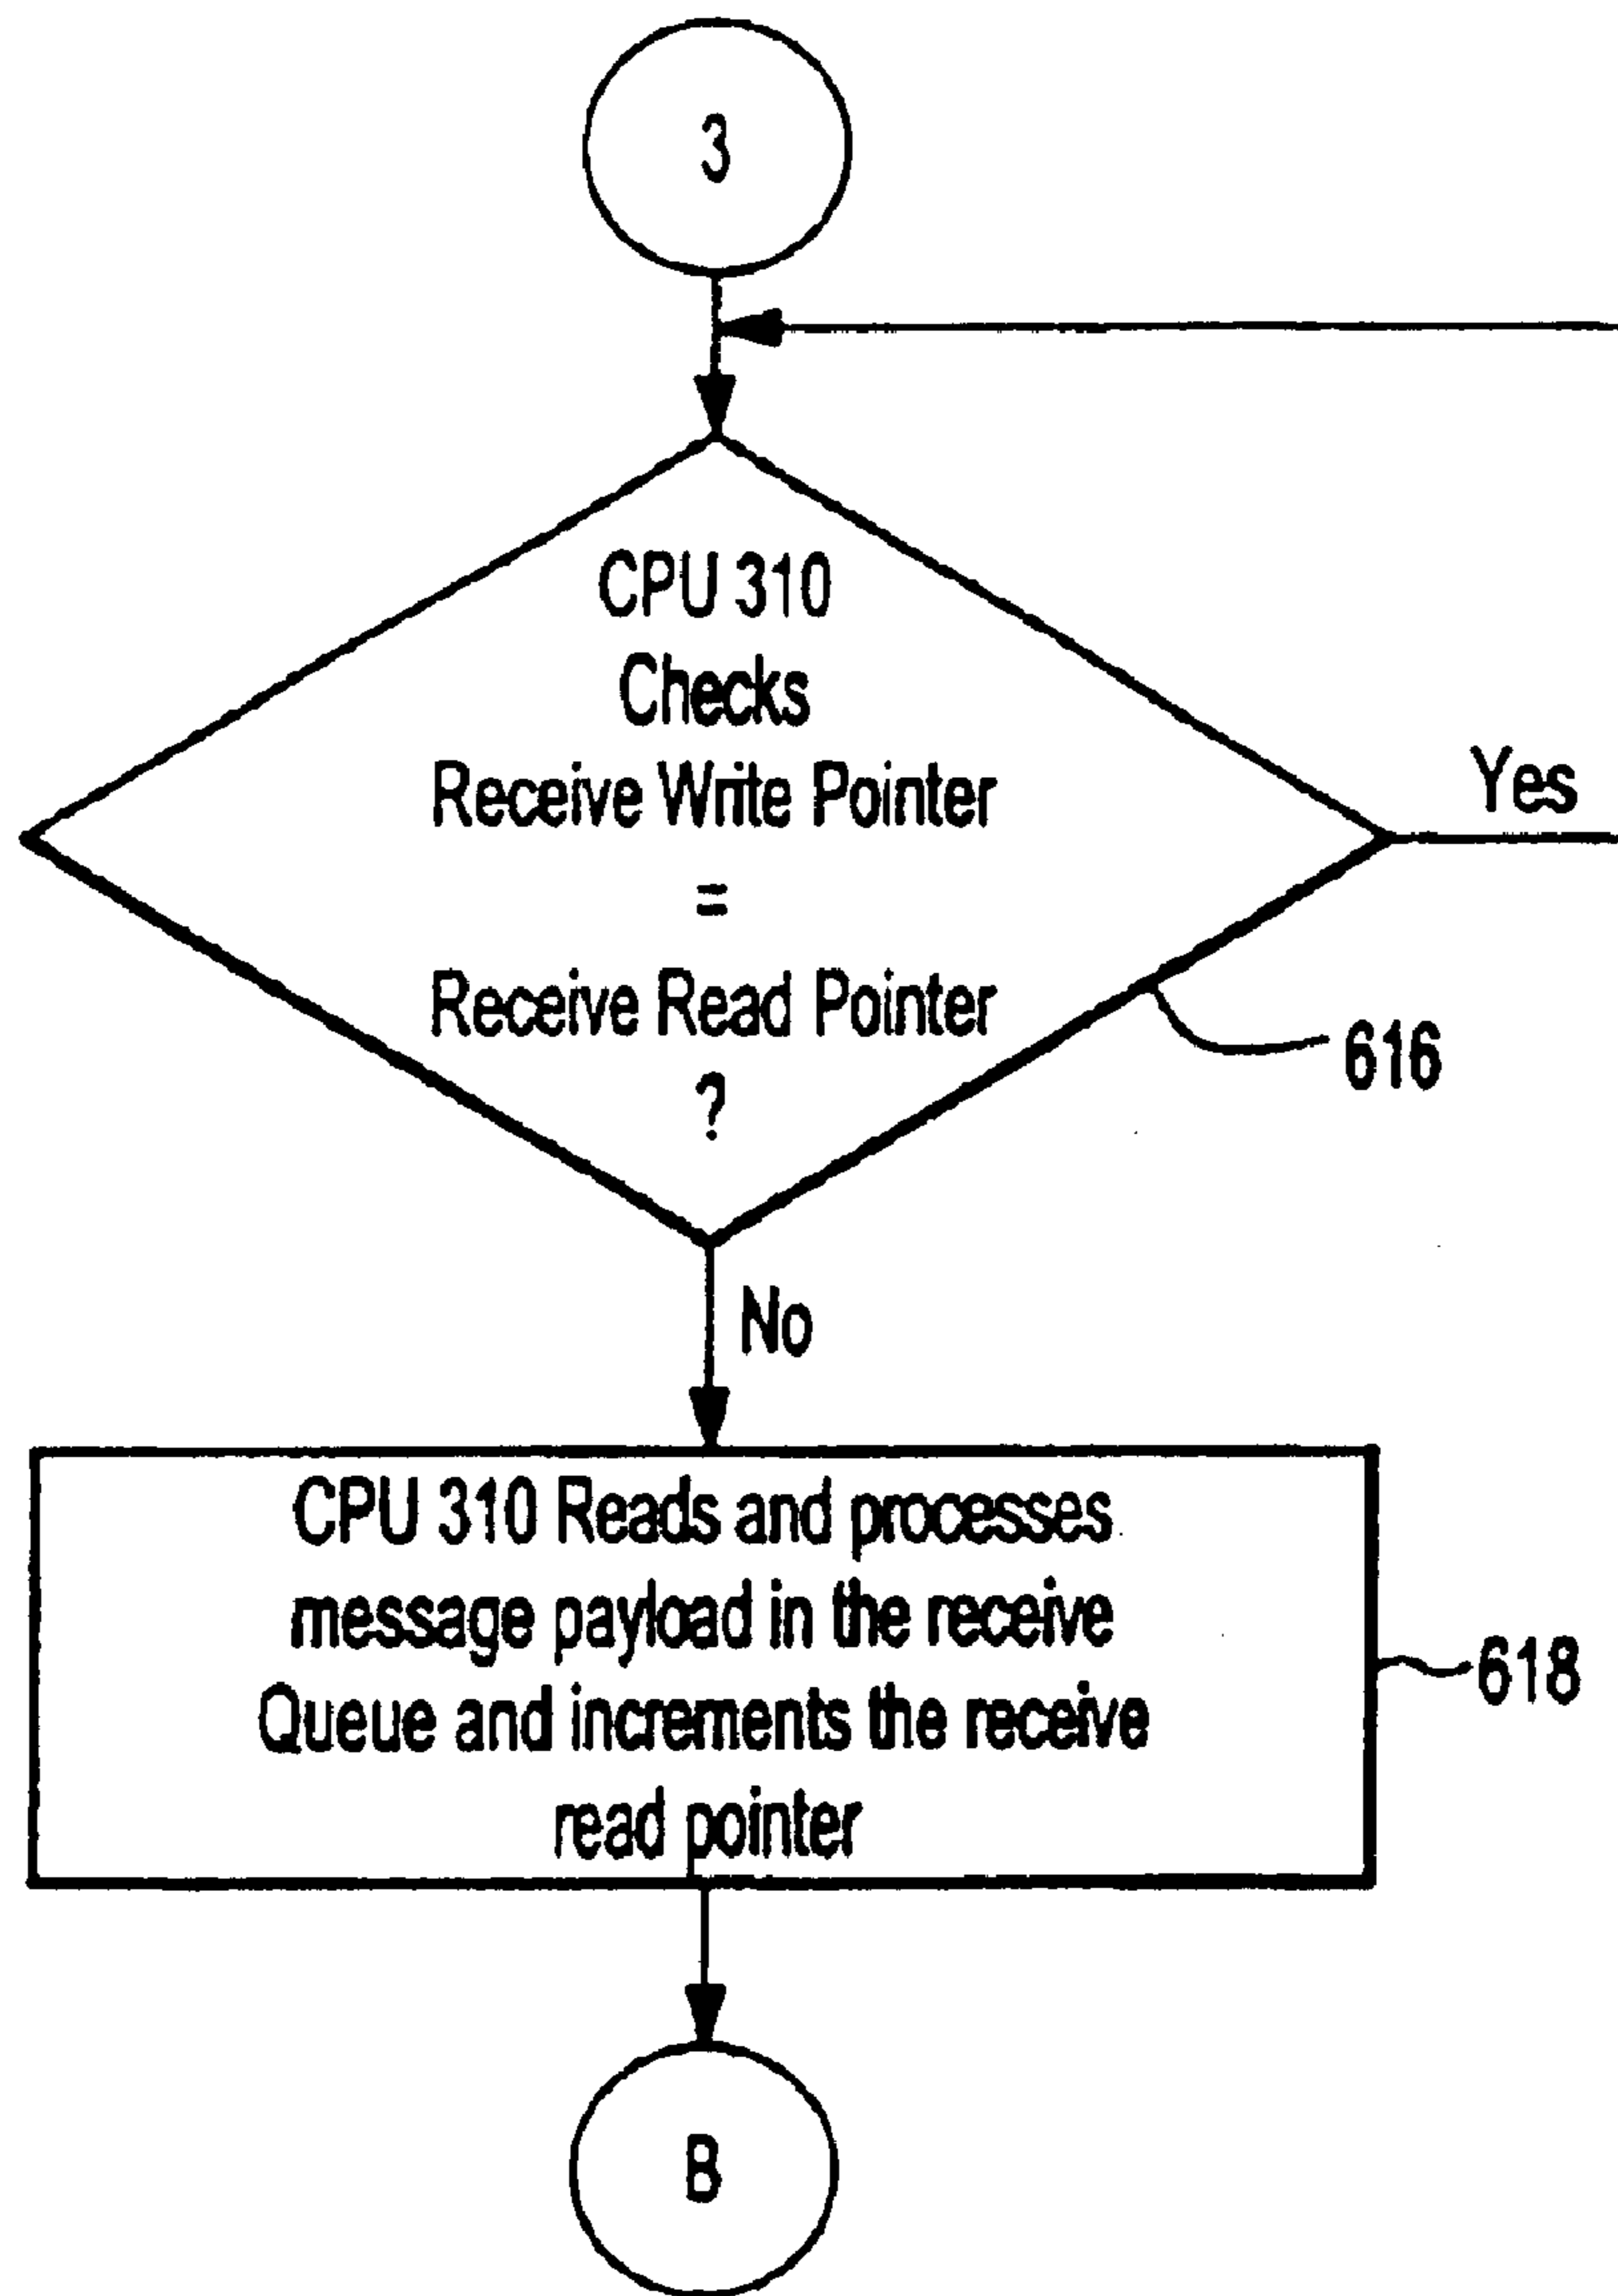 3
CPU 310
Checks
Receive Write Pointer
Yes
=
Receive Read Pointer
616
?
No
CPU 310 Reads and processes
message payload in the receive
618
Queue and increments the receive
read pointer
B